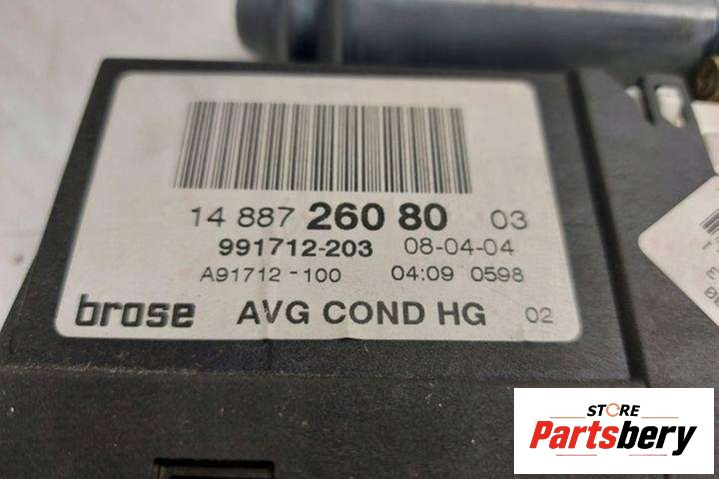 14 887 260 80 03
991712-203 08-04-04
A91712-100 04:09 0598
brose AVG COND HG 02
STORE
Partsbery